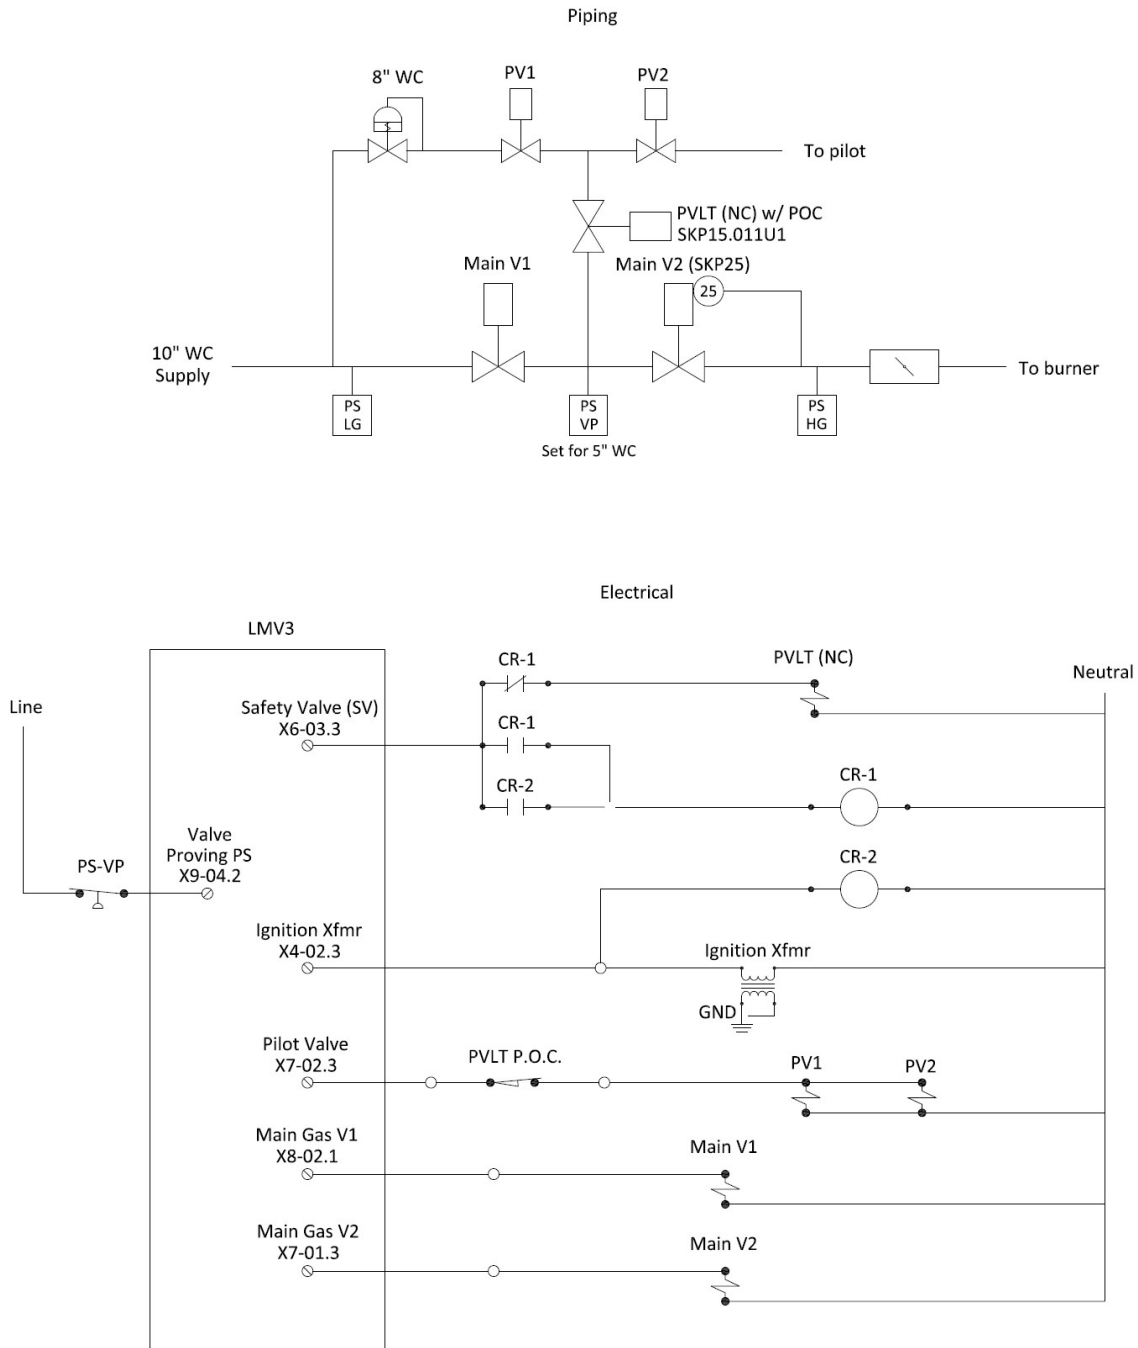 Piping
8" WC
PV1
PV2
To pilot
PVLT (NC) w/ POC
SKP15.011U1
Main V1
Main V2 (SKP25)
25
10" WC
Supply
To burner
PS
LG
PS
VP
PS
HG
Set for 5" WC
Electrical
LMV3
CR-1
PVLT (NC)
Neutral
Line
Safety Valve (SV)
X6-03.3
CR-1
CR-2
CR-1
Valve
Proving PS
X9-04.2
PS-VP
CR-2
Ignition Xfmr
X4-02.3
Ignition Xfmr
GND
Pilot Valve
X7-02.3
PVLT P.O.C.
PV1
PV2
Main Gas V1
X8-02.1
Main V1
Main Gas V2
X7-01.3
Main V2